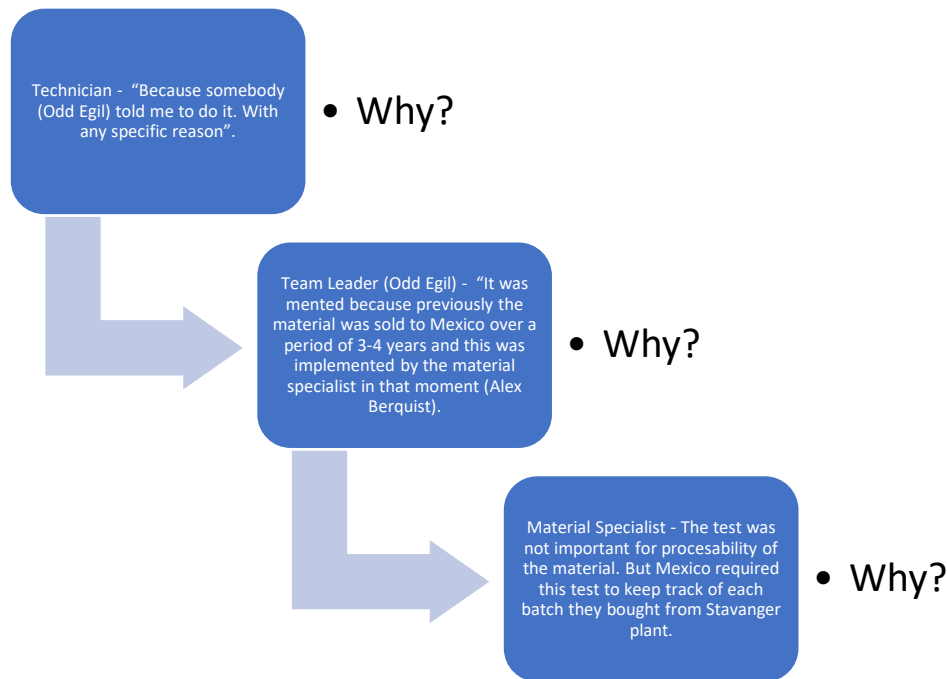 Technician - “Because somebody
(Odd Egil) told me to do it. With
any specific reason”.
• Why?
Team Leader (Odd Egil) - “It was
mented because previously the
material was sold to Mexico over a
period of 3-4 years and this was
implemented by the material
specialist in that moment (Alex
Berquist).
• Why?
Material Specialist - The test was
not important for procesability of
the material. But Mexico required
this test to keep track of each
batch they bought from Stavanger
plant.
• Why?